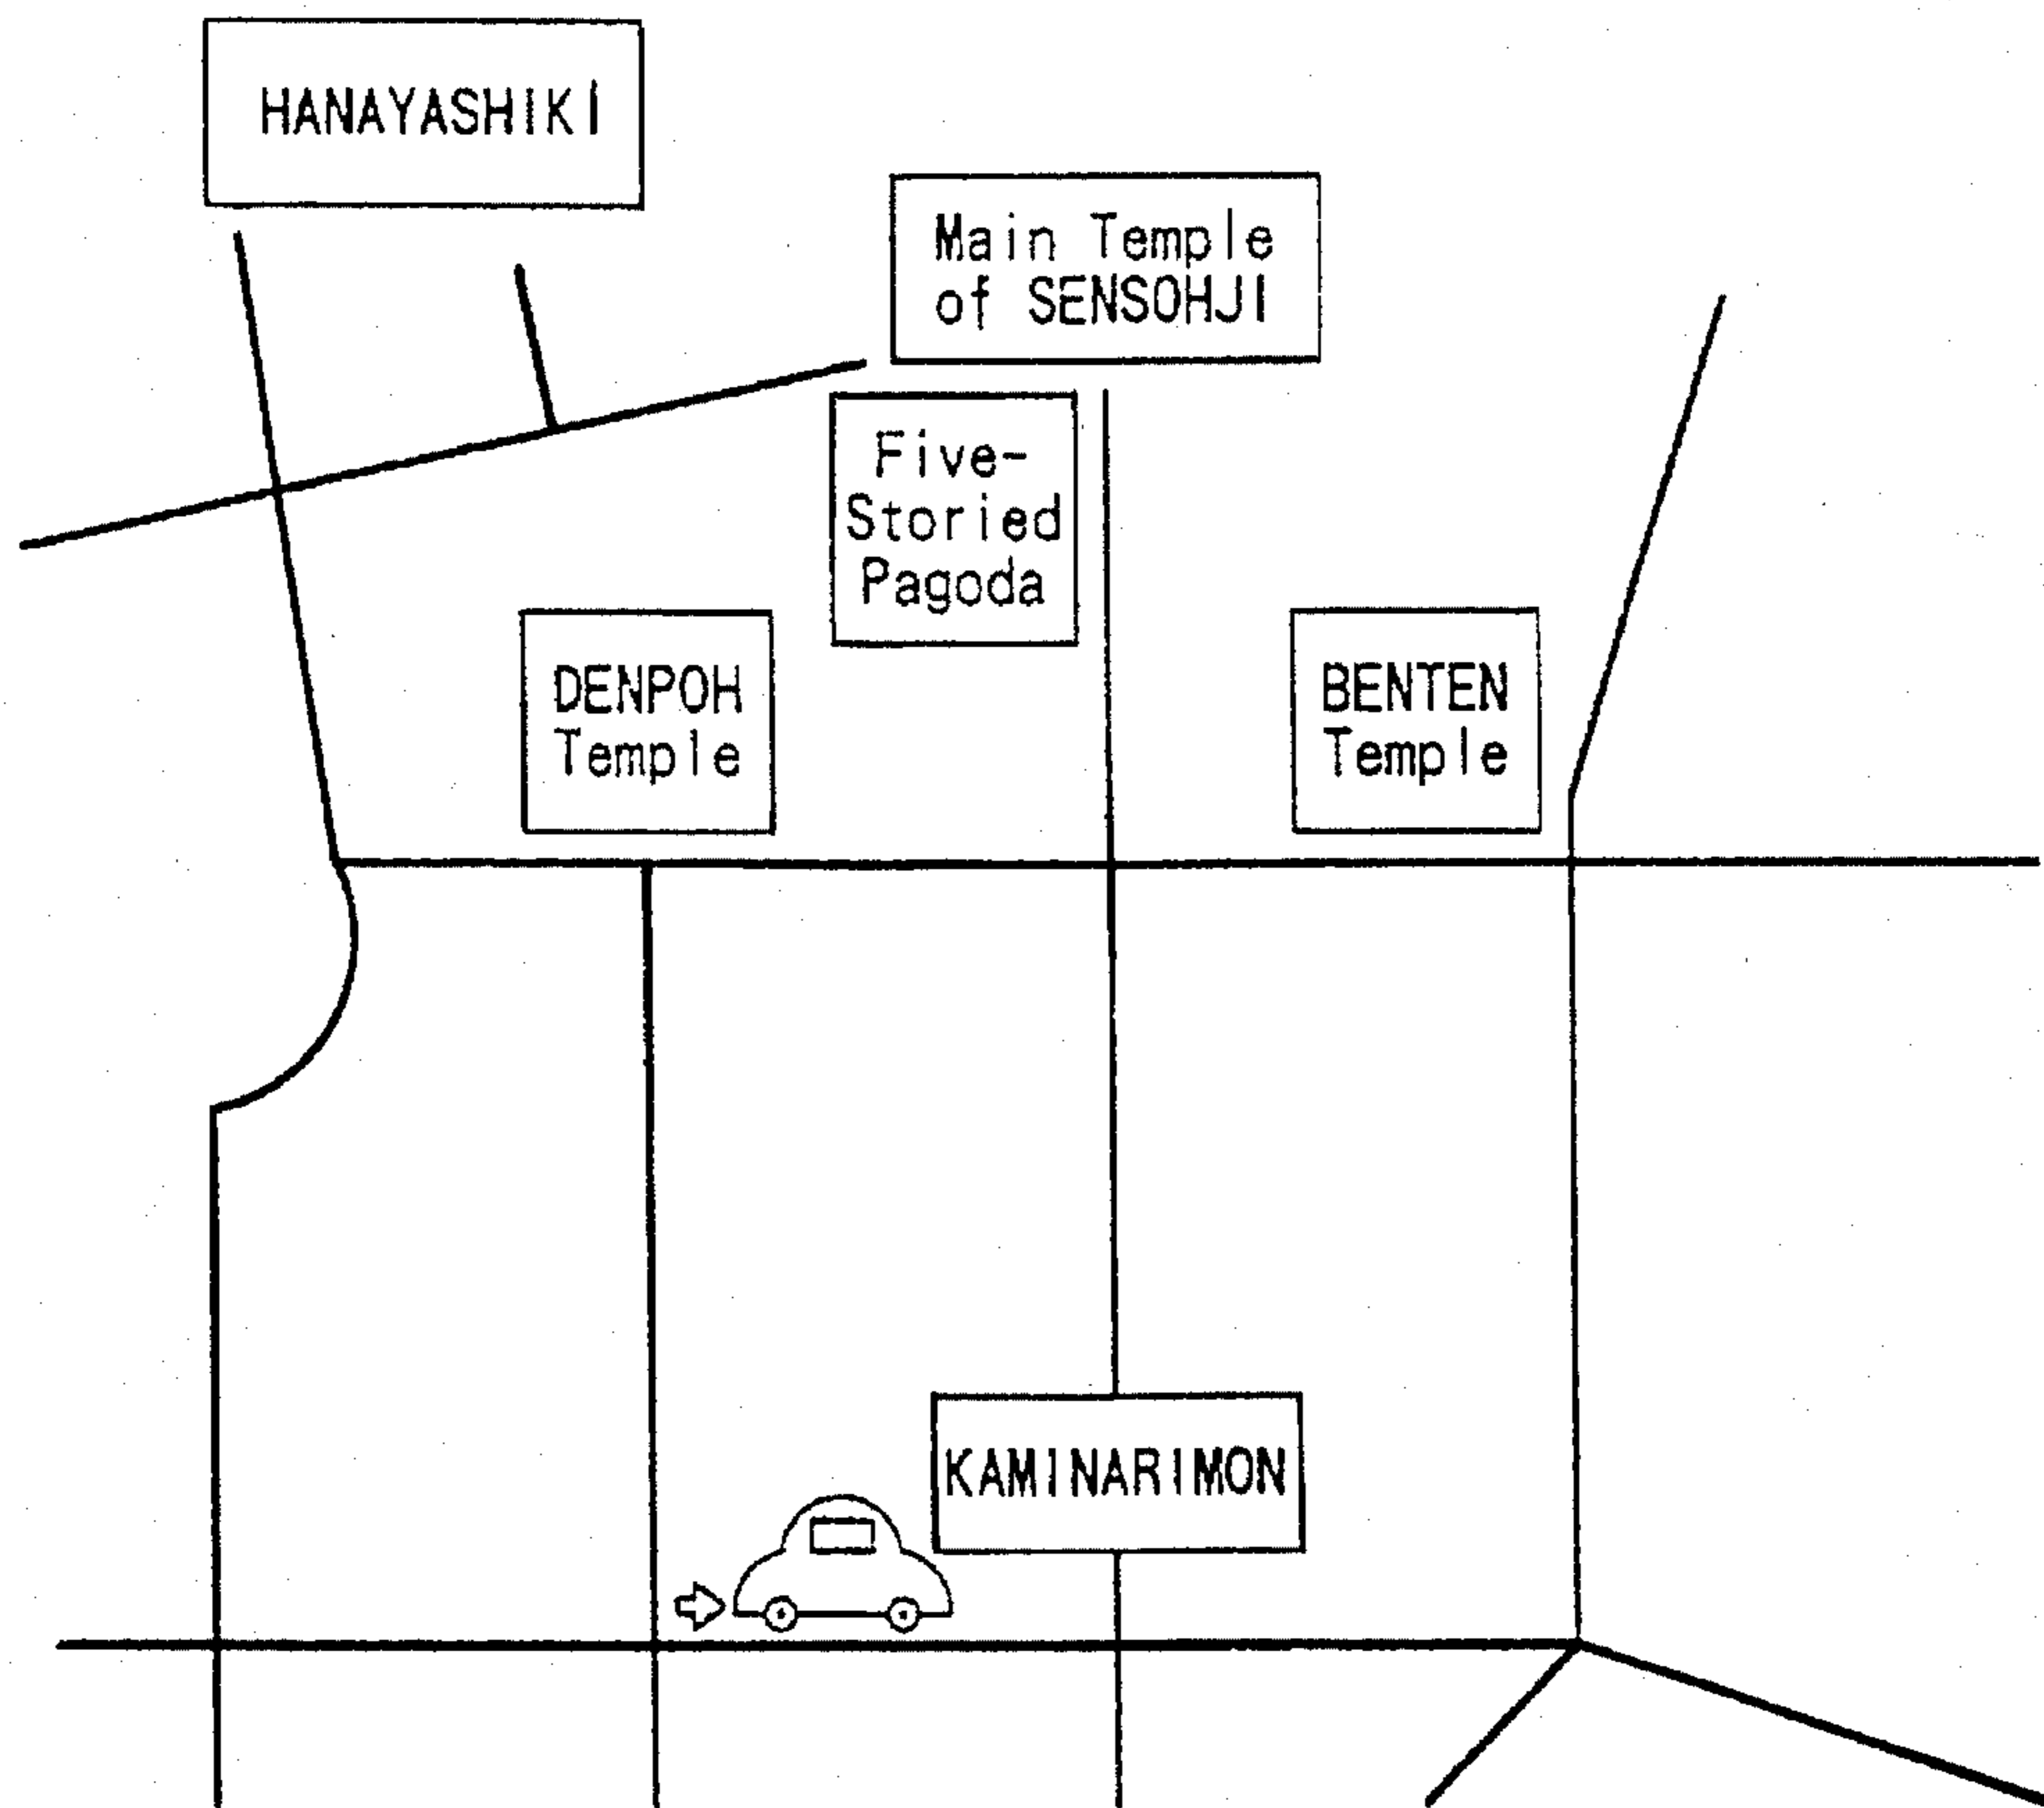 HANAYASHIKI
Main Temple
of SENSOHJI
Five-
Storied
Pagoda
DENPOH
Temple
BENTEN
Temple
KAMINARIMON